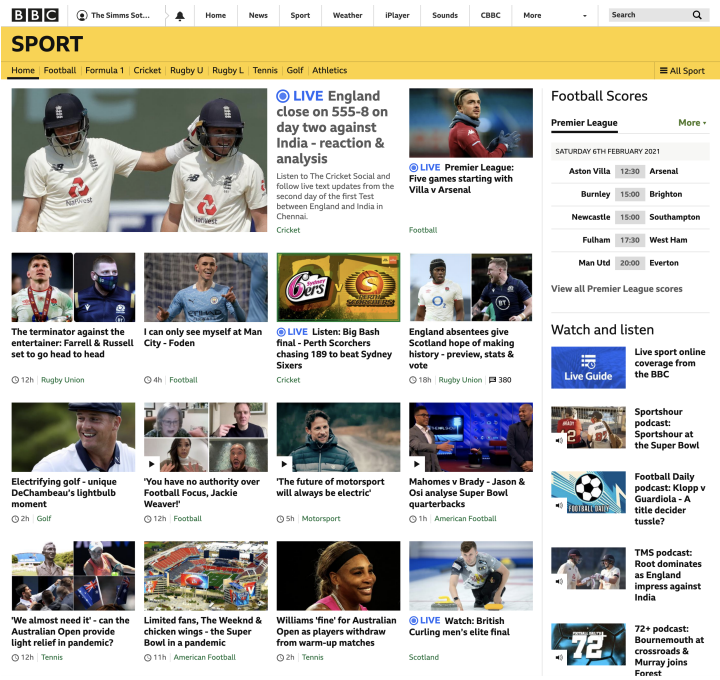 BBC
The Simms Sot...
Home
News
Sport
Weather
iPlayer
Sounds
CBBC
More
Search
SPORT
Home
Football
Formula 1
Cricket
Rugby U
Rugby L
Tennis
Golf
Athletics
All Sport
NatWest
NatWest
LIVE England
close on 555-8 on
day two against
India - reaction &
analysis
Listen to The Cricket Social and
follow live text updates from the
second day of the first Test
between England and India in
Chennai.
Cricket
LIVE Premier League:
Five games starting with
Villa v Arsenal
Football
The terminator against the
entertainer: Farrell & Russell
set to go head to head
12h
Rugby Union
I can only see myself at Man
City - Foden
4h
Football
Sydney
6ers
V
S
LIVE Listen: Big Bash
final - Perth Scorchers
chasing 189 to beat Sydney
Sixers
Cricket
O2
BT
England absentees give
Scotland hope of making
history - preview, stats &
vote
18h
Rugby Union
380
Electrifying golf - unique
DeChambeau's lightbulb
moment
2h
Golf
'You have no authority over
Football Focus, Jackie
Weaver!'
12h
Football
'The future of motorsport
will always be electric'
5h
Motorsport
Mahomes v Brady - Jason &
Osi analyse Super Bowl
quarterbacks
1h
American Football
'We almost need it' - can the
Australian Open provide
light relief in pandemic?
12h
Tennis
Limited fans, The Weeknd &
chicken wings - the Super
Bowl in a pandemic
11h
American Football
Williams 'fine' for Australian
Open as players withdraw
from warm-up matches
2h
Tennis
LIVE Watch: British
Curling men's elite final
Scotland
Football Scores
Premier League
More
SATURDAY 6TH FEBRUARY 2021
Aston Villa 12:30 Arsenal
Burnley 15:00 Brighton
Newcastle 15:00 Southampton
Fulham 17:30 West Ham
Man Utd 20:00 Everton
View all Premier League scores
Watch and listen
Live Guide
Live sport online
coverage from
the BBC
BRADY
Sportshour
podcast:
Sportshour at
the Super Bowl
FOOTBALL DAILY
Football Daily
podcast: Klopp v
Guardiola - A
title decider
tussle?
TMS podcast:
Root dominates
as England
impress against
India
72
72+ podcast:
Bournemouth at
crossroads &
Murray joins
Forest